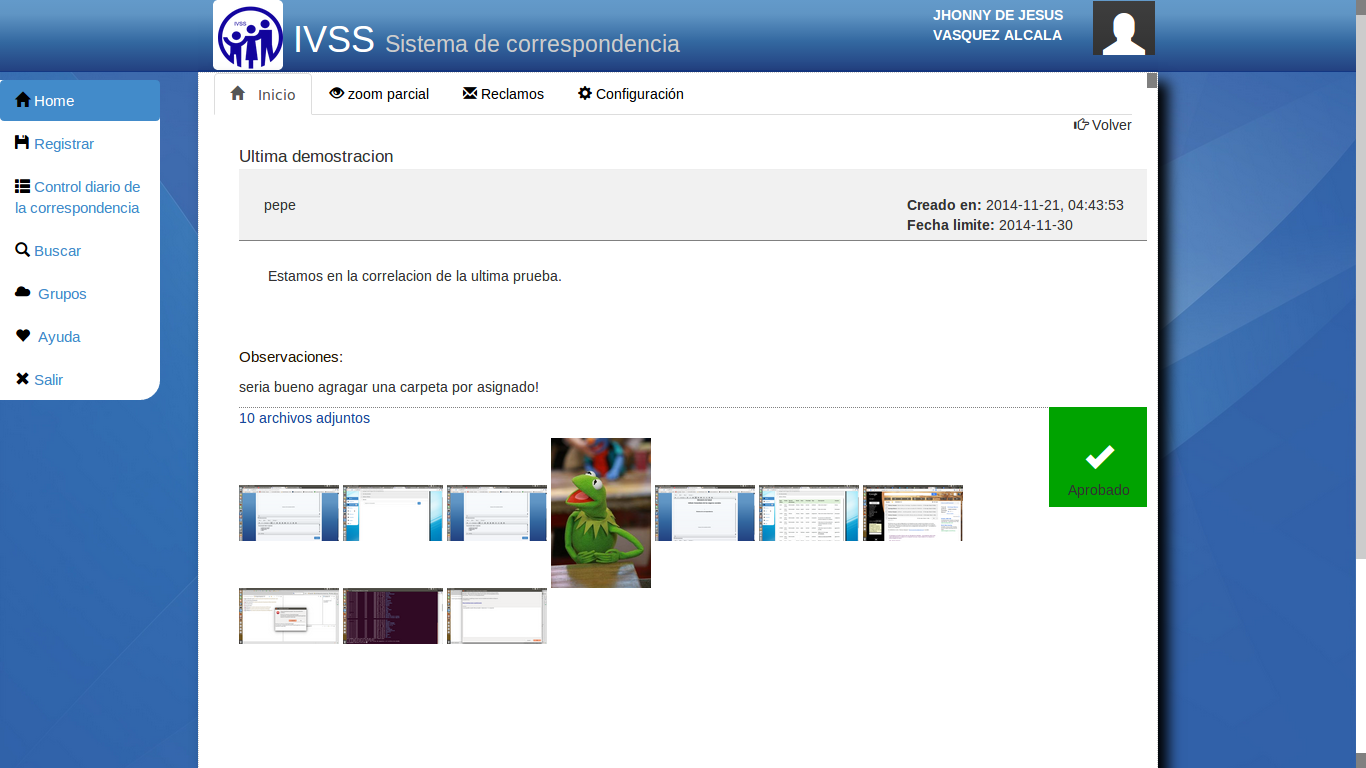 IVSS
IVSS Sistema de correspondencia
JHONNY DE JESUS
VASQUEZ ALCALA
Home
Registrar
Control diario de
la correspondencia
Buscar
Grupos
Ayuda
Salir
Inicio
zoom parcial
Reclamos
Configuración
Volver
Ultima demostracion
pepe
Creado en: 2014-11-21, 04:43:53
Fecha limite: 2014-11-30
Estamos en la correlacion de la ultima prueba.
Observaciones:
seria bueno agragar una carpeta por asignado!
10 archivos adjuntos
Aprobado